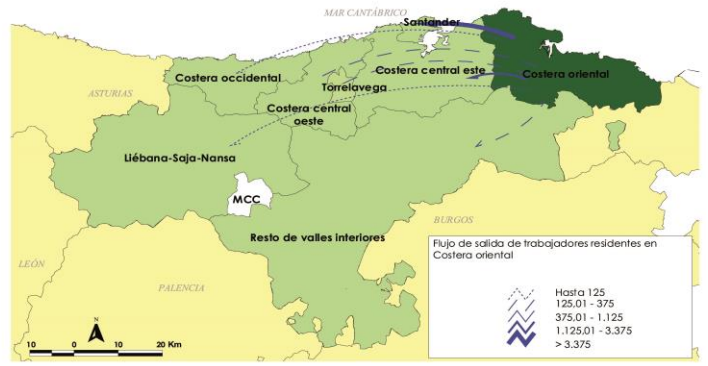 MAR CANTÁBRICO
Santander
Costera occidental
Costera central este
Costera oriental
Torrelavega
ASTURIAS
Costera central
oeste
Liébana-Saja-Nansa
MCC
BURGOS
Resto de valles interiores
LEÓN
PALENCIA
Flujo de salida de trabajadores residentes en
Costera oriental
Hasta 125
125,01 - 375
375,01 - 1.125
1.125,01 - 3.375
> 3.375
N
10 0 10 20 Km